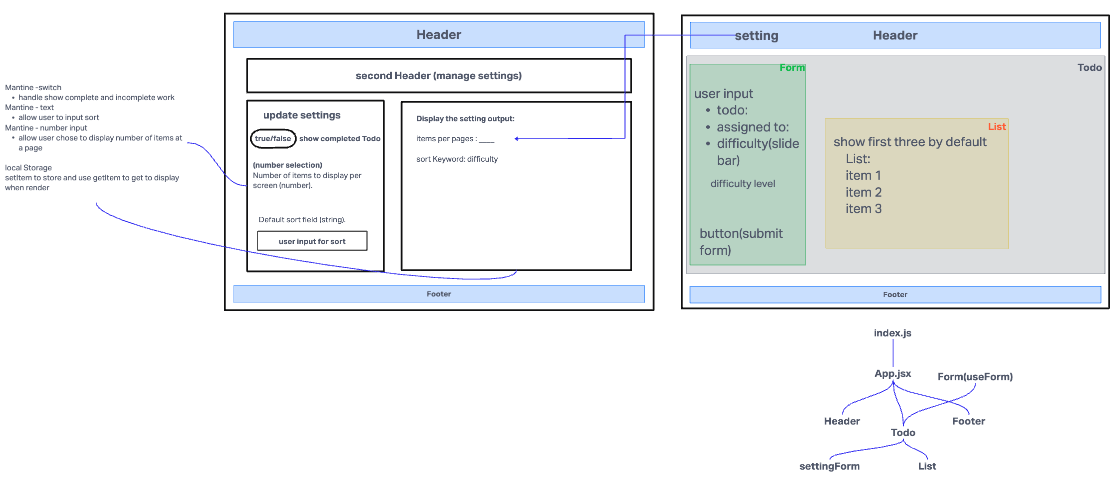 Mantine -switch
• handle show complete and incomplete work
Mantine - text
• allow user to input sort
Mantine - number input
• allow user chose to display number of items at
a page
local Storage
setItem to store and use getItem to get to display
when render
Header
second Header (manage settings)
update settings
true/false show completed Todo
(number selection)
Number of items to display per
screen (number).
Default sort field (string).
user input for sort
Display the setting output:
items per pages : ____
sort Keyword: difficulty
Footer
setting
Header
Form
Todo
user input
• todo:
• assigned to:
• difficulty(slide
bar)
difficulty level
button(submit
form)
List
show first three by default
List:
item 1
item 2
item 3
Footer
index.js
App.jsx
Form(useForm)
Header
Footer
Todo
settingForm
List